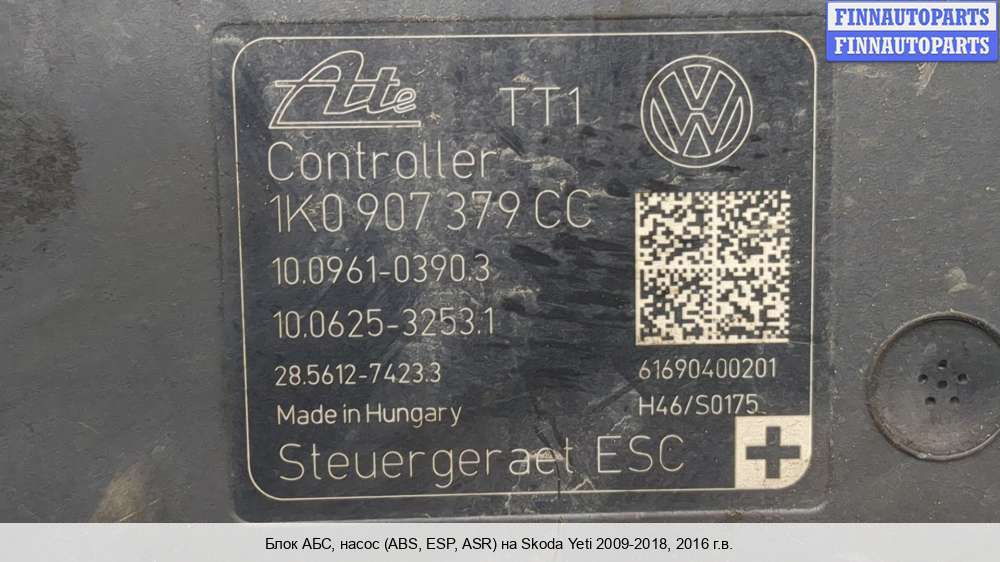 FINNAUTOPARTS
FINNAUTOPARTS
Ate TT1
Controller
1K0 907 379 CC
10.0961-0390.3
10.0625-3253.1
28.5612-7423.3
61690400201
Made in Hungary
H46/S0175
Steuergeraet ESC
Блок АБС, насос (ABS, ESP, ASR) на Skoda Yeti 2009-2018, 2016 г.в.